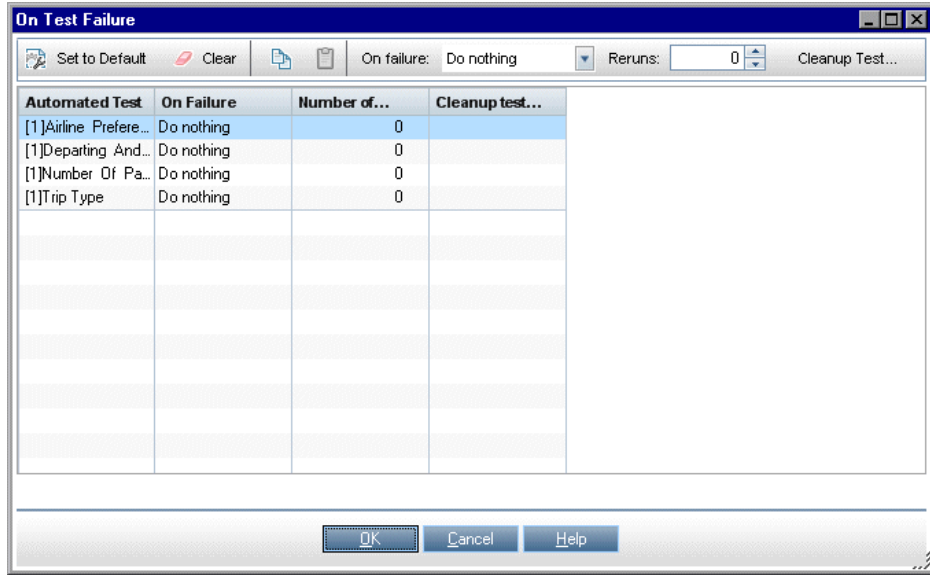 On Test Failure
Set to Default Clear On failure: Do nothing Reruns: 0 Cleanup Test...
Automated Test On Failure Number of... Cleanup test...
[1]Airline Prefere... Do nothing 0
[1]Departing And... Do nothing 0
[1]Number Of Pa... Do nothing 0
[1]Trip Type Do nothing 0
OK Cancel Help